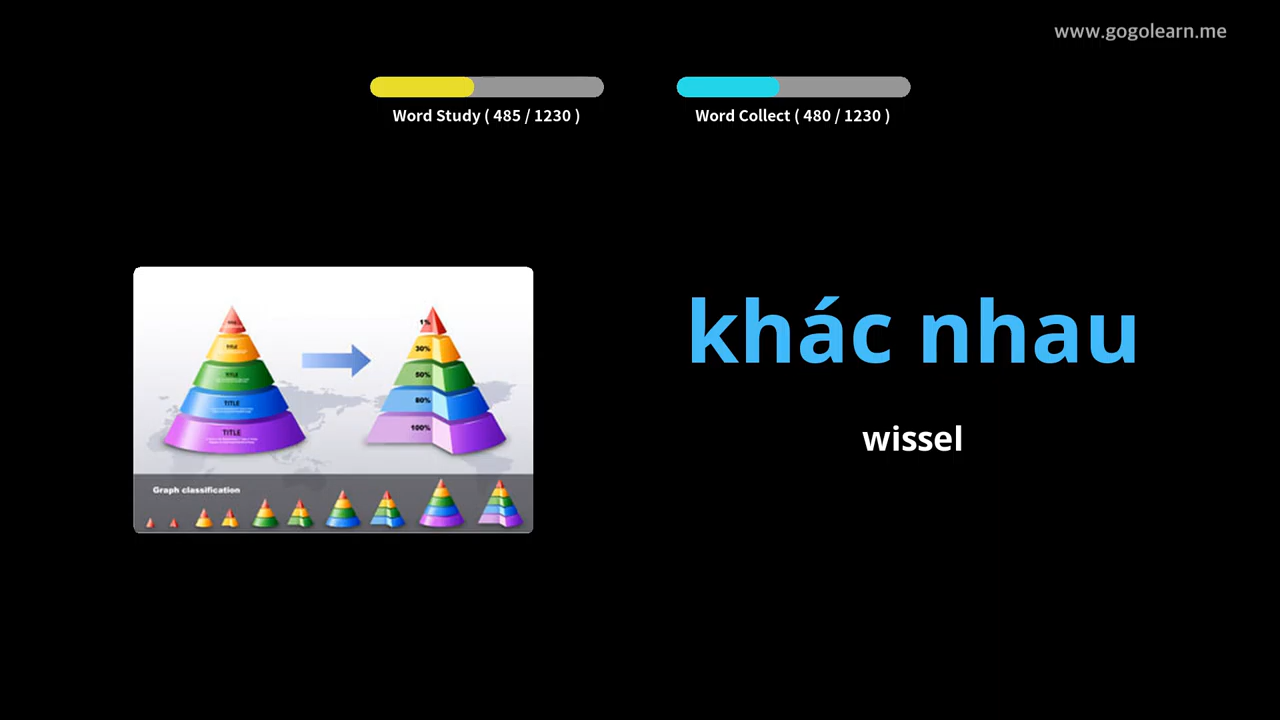 www.gogolearn.me
Word Study ( 485 / 1230 )
Word Collect ( 480 / 1230 )
khác nhau
wissel
TITLE
TITLE
TITLE
TITLE
1%
30%
50%
80%
100%
Graph classification